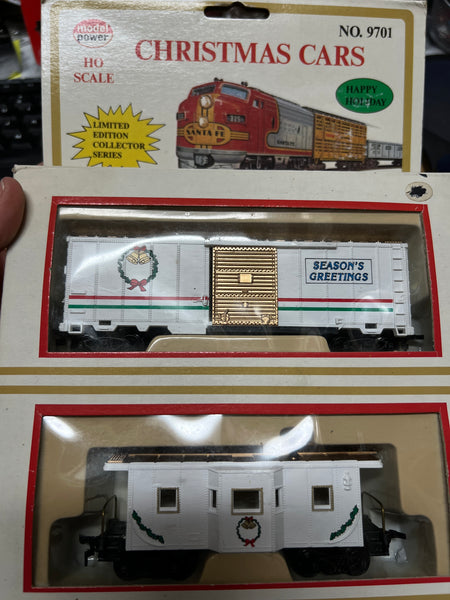 model
power
HO
SCALE
NO. 9701
CHRISTMAS CARS
HAPPY
HOLIDAY
LIMITED
EDITION
COLLECTOR
SERIES
SANTA FE
SEASON'S
GREETINGS